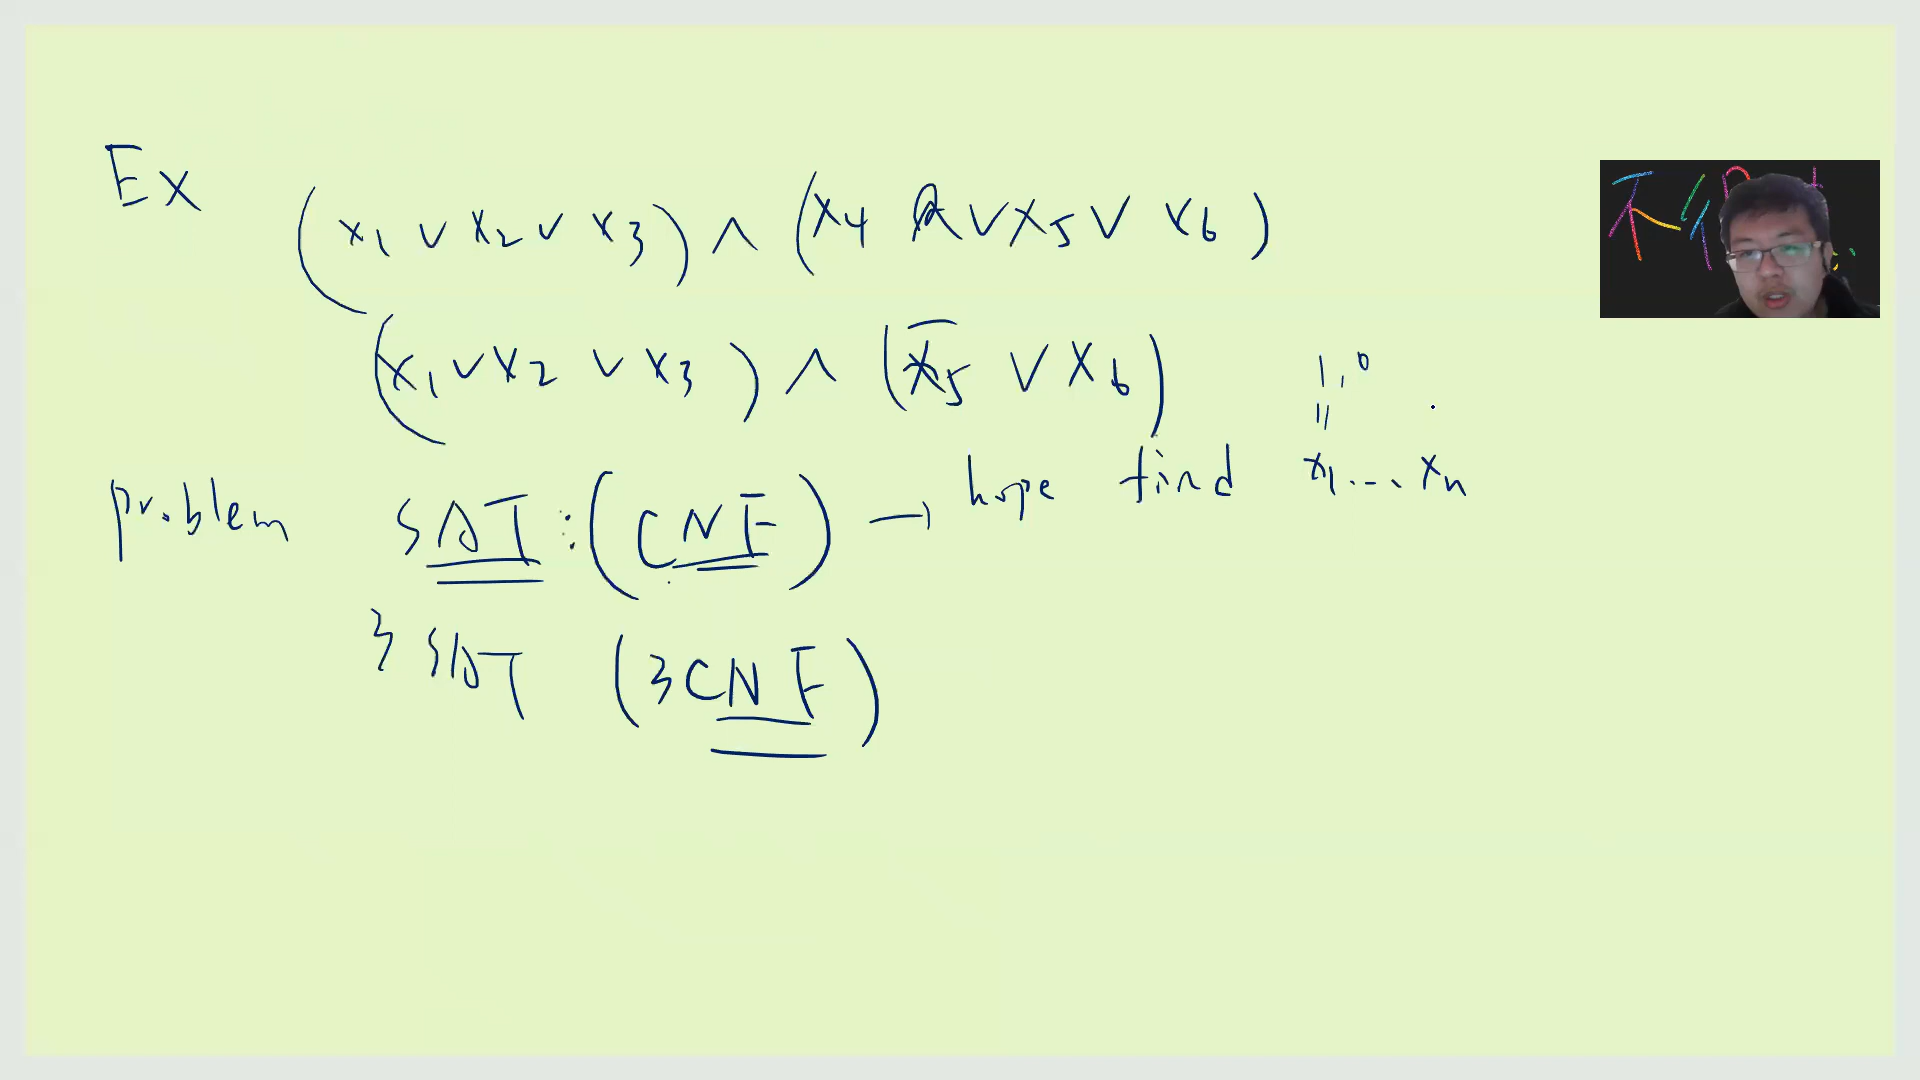 Ex
(x₁ ∨ x₂ ∨ x₃) ∧ (x₄ ∨ x₅ ∨ x₆)
(x₁ ∨ x₂ ∨ x₃) ∧ (x̅₅ ∨ x₆)
1, 0
"
problem SAT : (CNF) → hope find x₁ ... xₙ
3 SAT (3CNF)